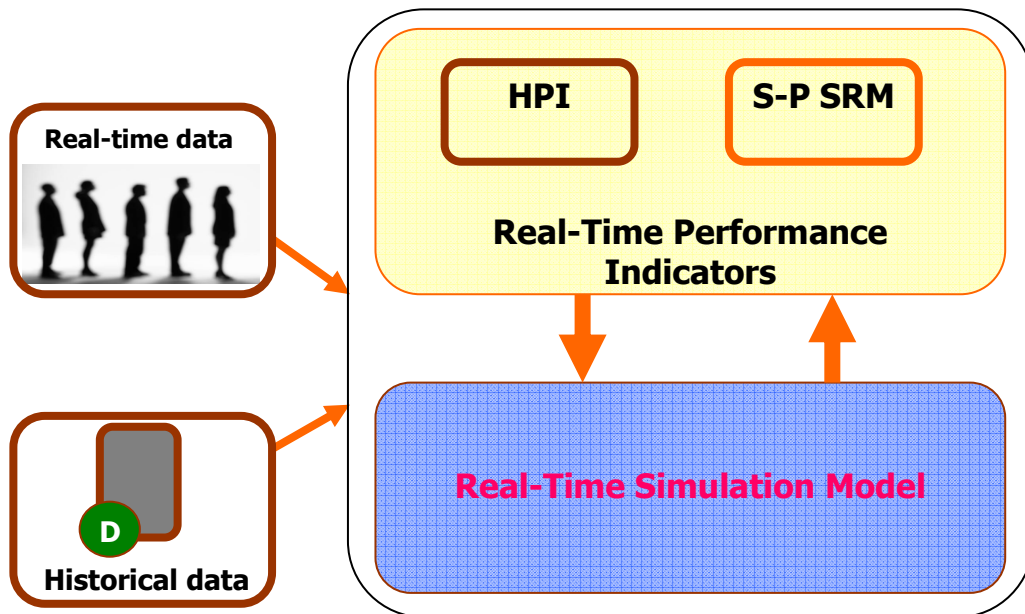 Real-time data
D
Historical data
HPI
S-P SRM
Real-Time Performance
Indicators
Real-Time Simulation Model